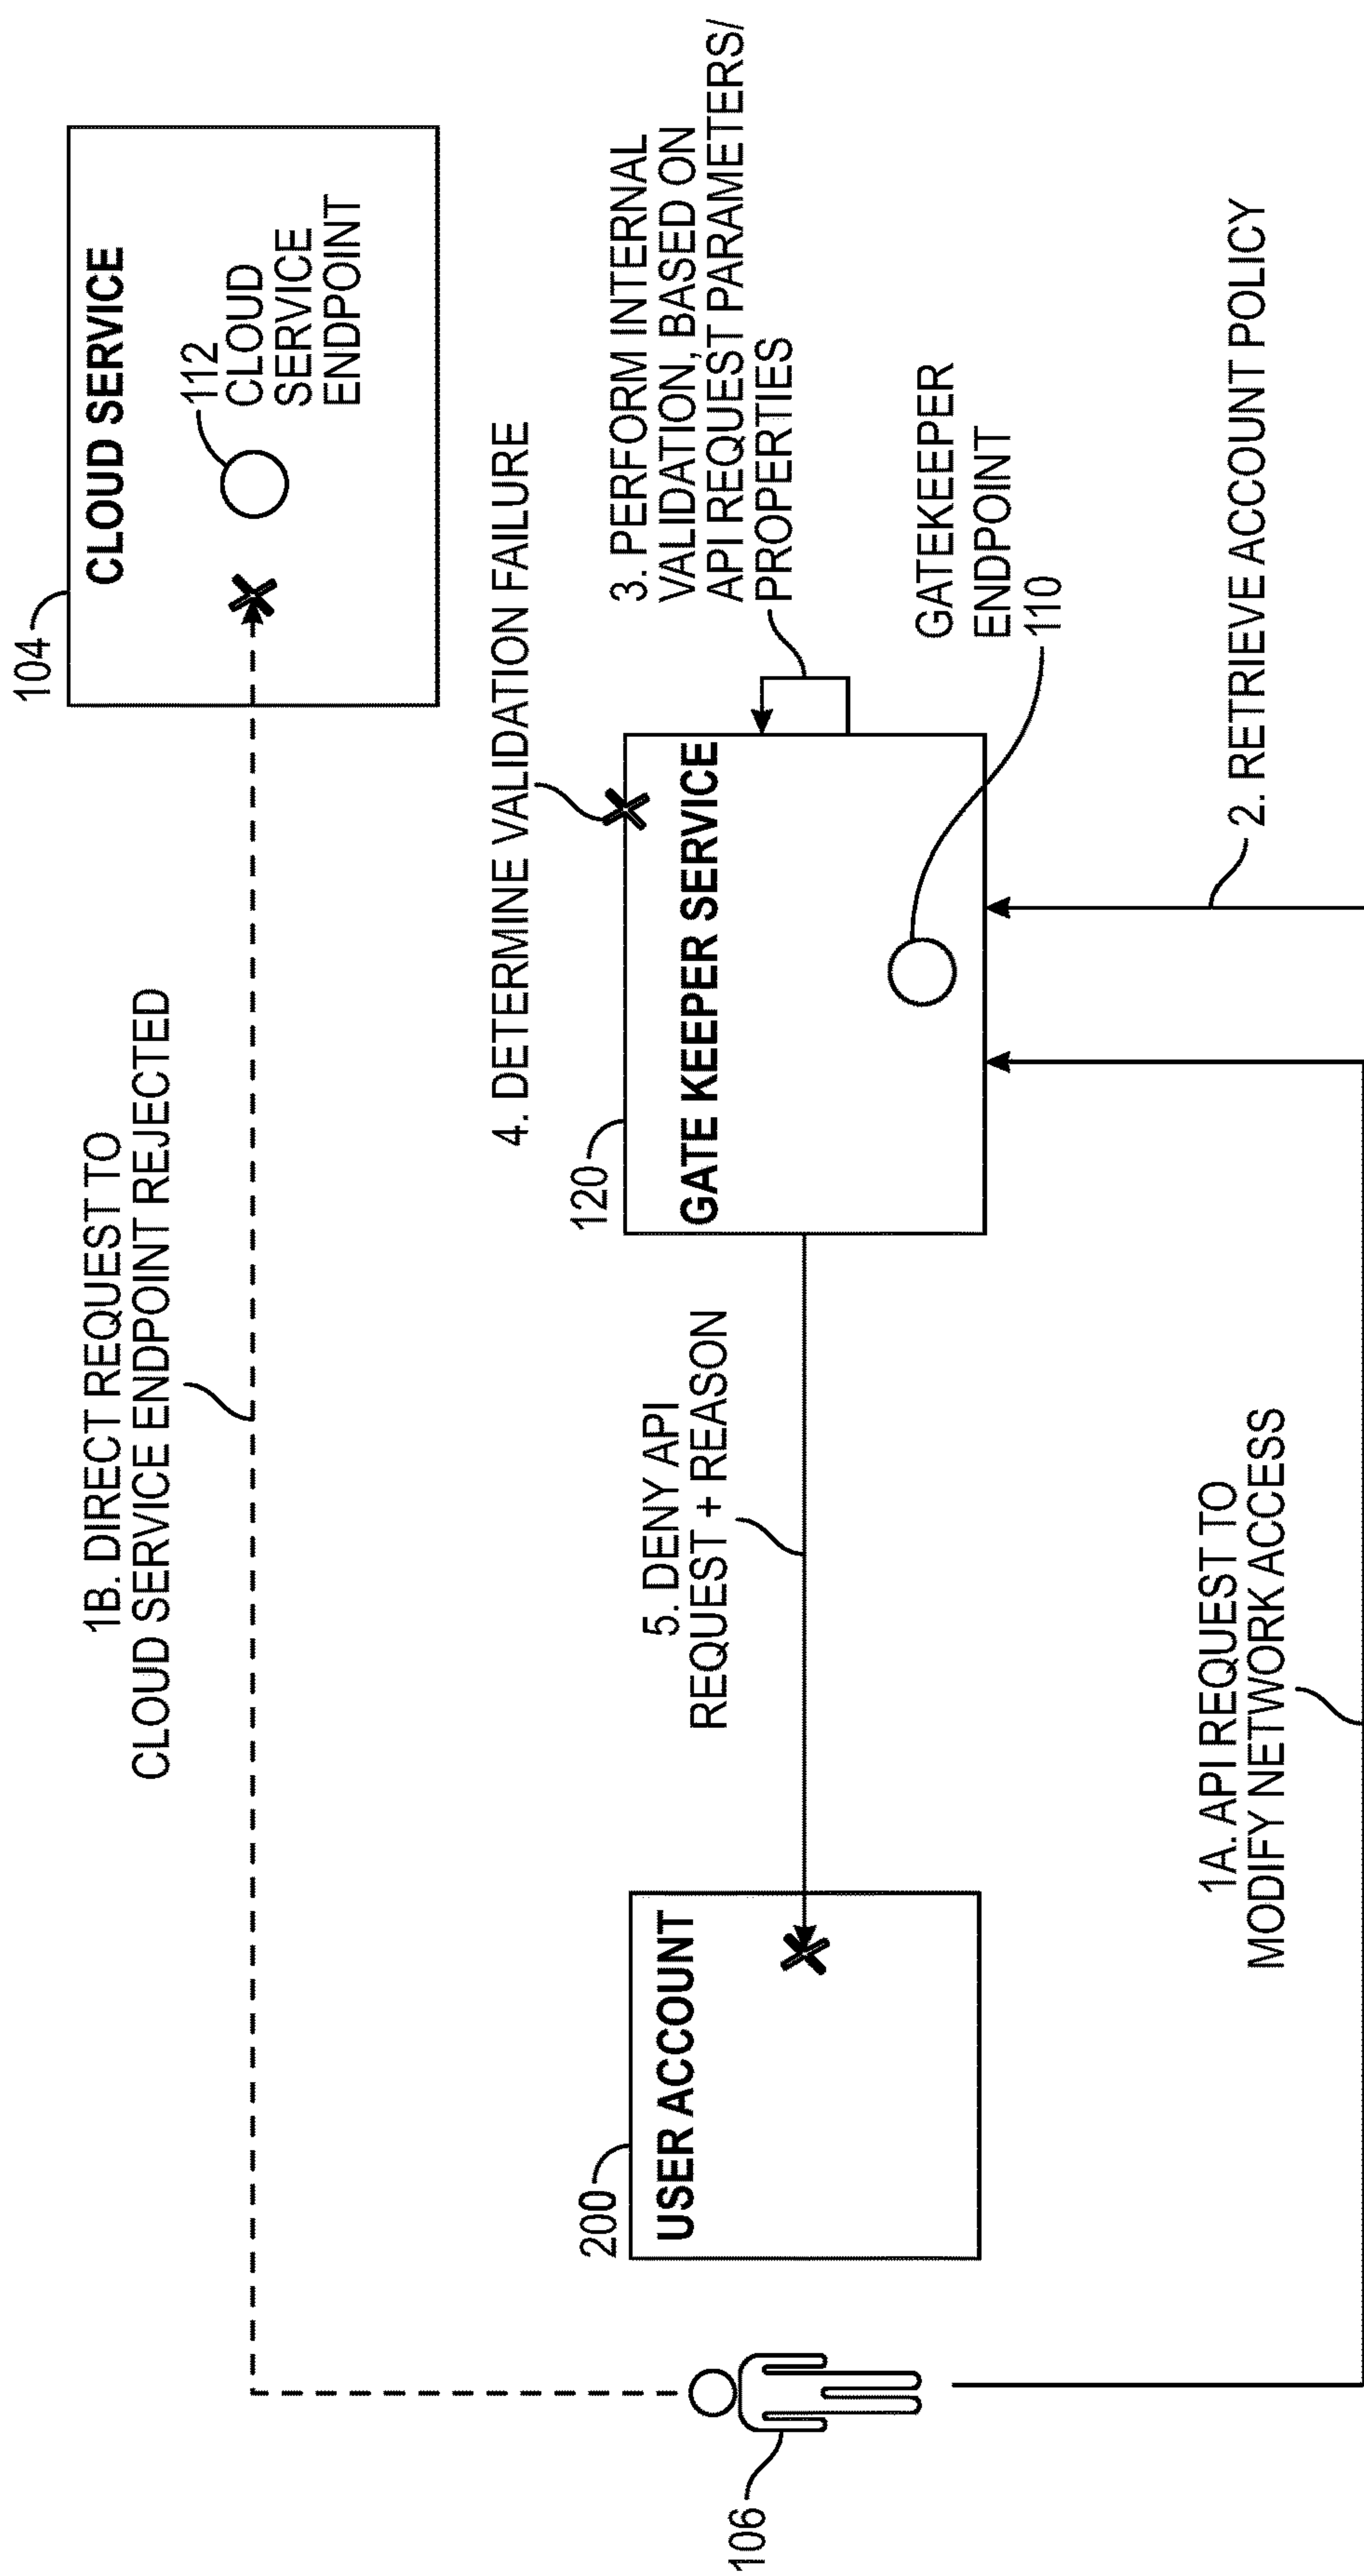 1B. DIRECT REQUEST TO
CLOUD SERVICE ENDPOINT REJECTED
104
CLOUD SERVICE
112
CLOUD
SERVICE
ENDPOINT
4. DETERMINE VALIDATION FAILURE
3. PERFORM INTERNAL
VALIDATION, BASED ON
API REQUEST PARAMETERS/
PROPERTIES
120
GATE KEEPER SERVICE
GATEKEEPER
ENDPOINT
110
5. DENY API
REQUEST + REASON
200
USER ACCOUNT
106
1A. API REQUEST TO
MODIFY NETWORK ACCESS
2. RETRIEVE ACCOUNT POLICY